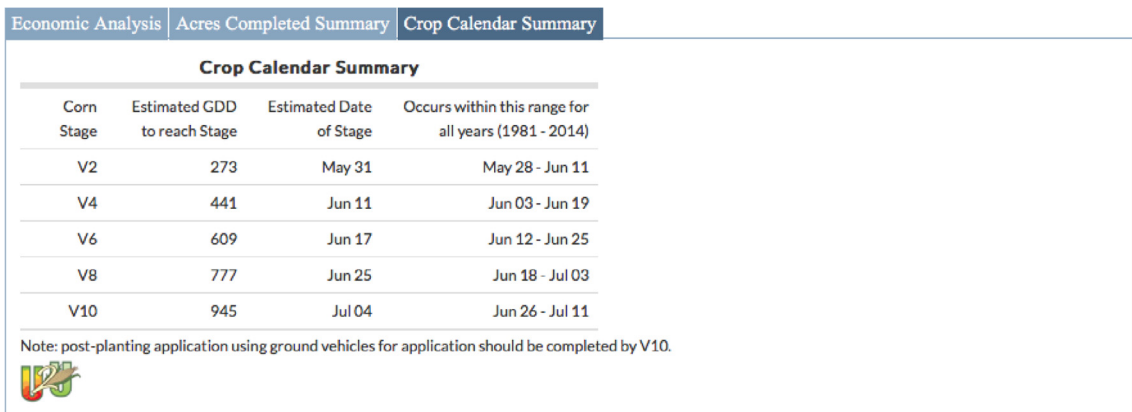 Economic Analysis Acres Completed Summary Crop Calendar Summary
Crop Calendar Summary
Corn Estimated GDD Estimated Date Occurs within this range for
Stage to reach Stage of Stage all years (1981 - 2014)
V2 273 May 31 May 28 - Jun 11
V4 441 Jun 11 Jun 03 - Jun 19
V6 609 Jun 17 Jun 12 - Jun 25
V8 777 Jun 25 Jun 18 - Jul 03
V10 945 Jul 04 Jun 26 - Jul 11
Note: post-planting application using ground vehicles for application should be completed by V10.
U2U